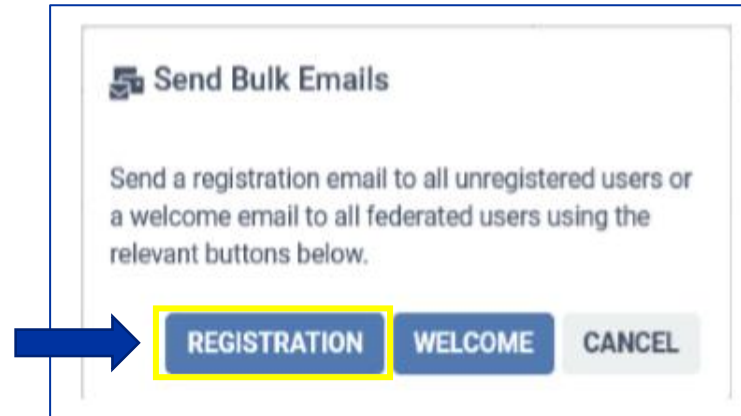 Send Bulk Emails
Send a registration email to all unregistered users or
a welcome email to all federated users using the
relevant buttons below.
REGISTRATION WELCOME CANCEL